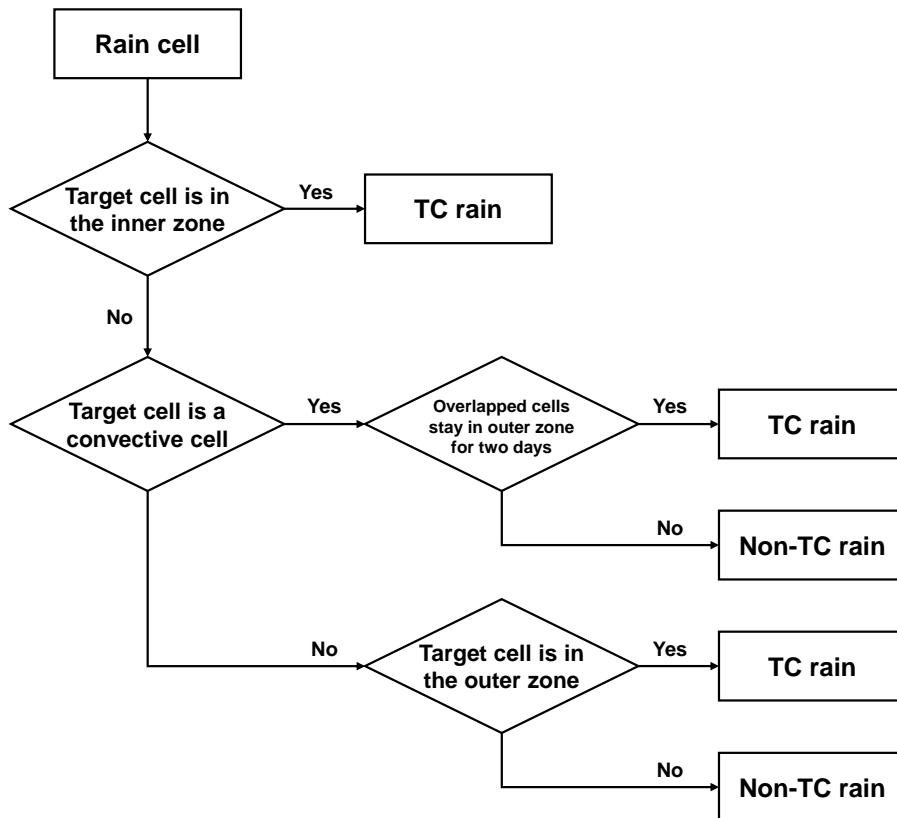 Rain cell
Target cell is in
the inner zone
Yes
TC rain
No
Target cell is a
convective cell
Yes
Overlapped cells
stay in outer zone
for two days
Yes
TC rain
No
Non-TC rain
No
Target cell is in
the outer zone
Yes
TC rain
No
Non-TC rain